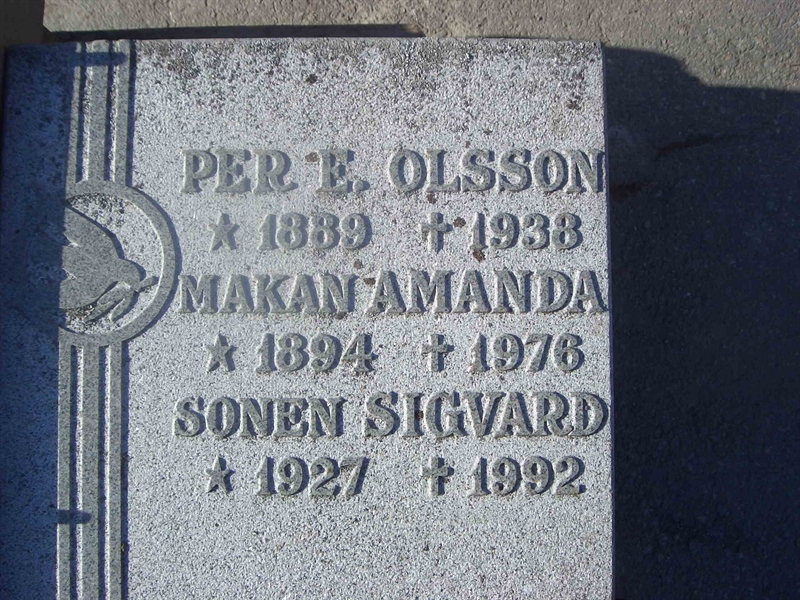 PER E. OLSSON
★ 1889 ✝ 1938
MAKAN AMANDA
★ 1894 ✝ 1976
SONEN SIGVARD
★ 1927 ✝ 1992